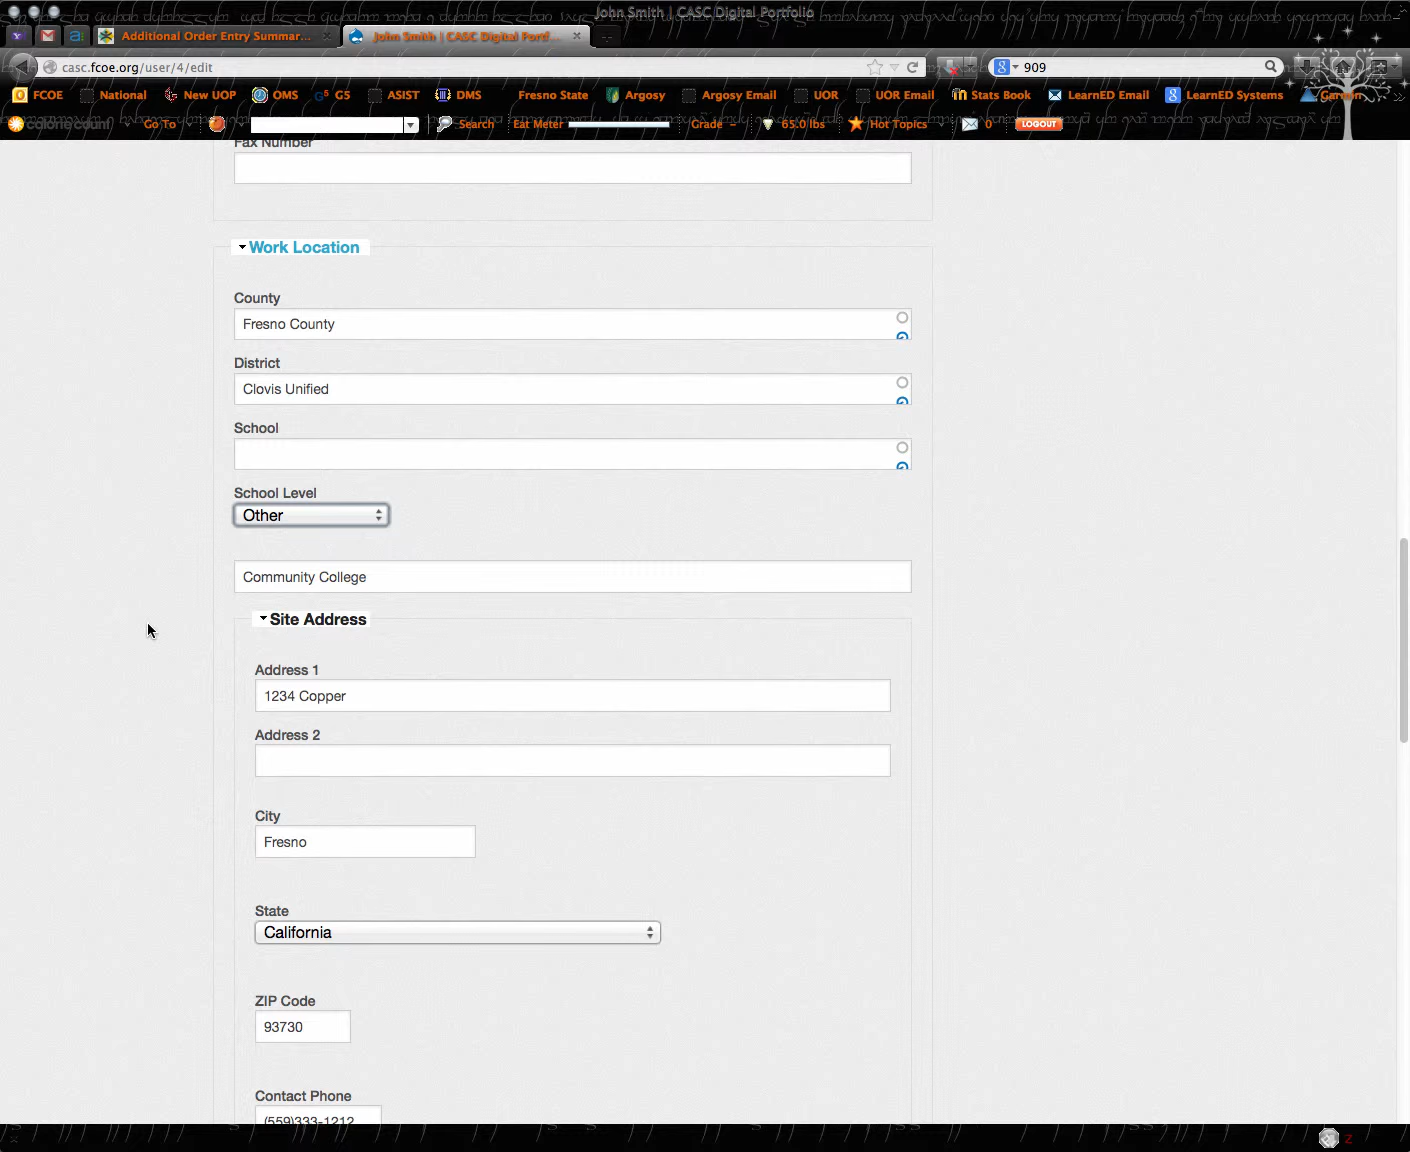 John Smith | CASC Digital Portfolio
Additional Order Entry Summar...
John Smith | CASC Digital Portf...
casc.fcoe.org/user/4/edit
909
FCOE National New UOP OMS G5 ASIST DMS Fresno State Argosy Argosy Email UOR UOR Email Stats Book LearnED Email LearnED Systems
calorie count Go To Search Eat Meter Grade – 65.0 lbs Hot Topics 0 LOGOUT
Fax Number
Work Location
County
Fresno County
District
Clovis Unified
School
School Level
Other
Community College
Site Address
Address 1
1234 Copper
Address 2
City
Fresno
State
California
ZIP Code
93730
Contact Phone
(559)333-1212